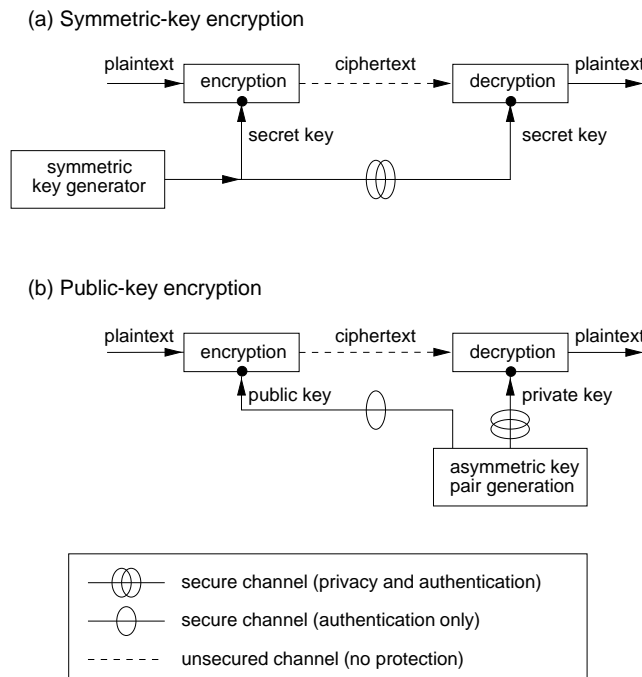 (a) Symmetric-key encryption
plaintext
encryption
ciphertext
decryption
plaintext
secret key
secret key
symmetric
key generator
(b) Public-key encryption
plaintext
encryption
ciphertext
decryption
plaintext
public key
private key
asymmetric key
pair generation
secure channel (privacy and authentication)
secure channel (authentication only)
unsecured channel (no protection)